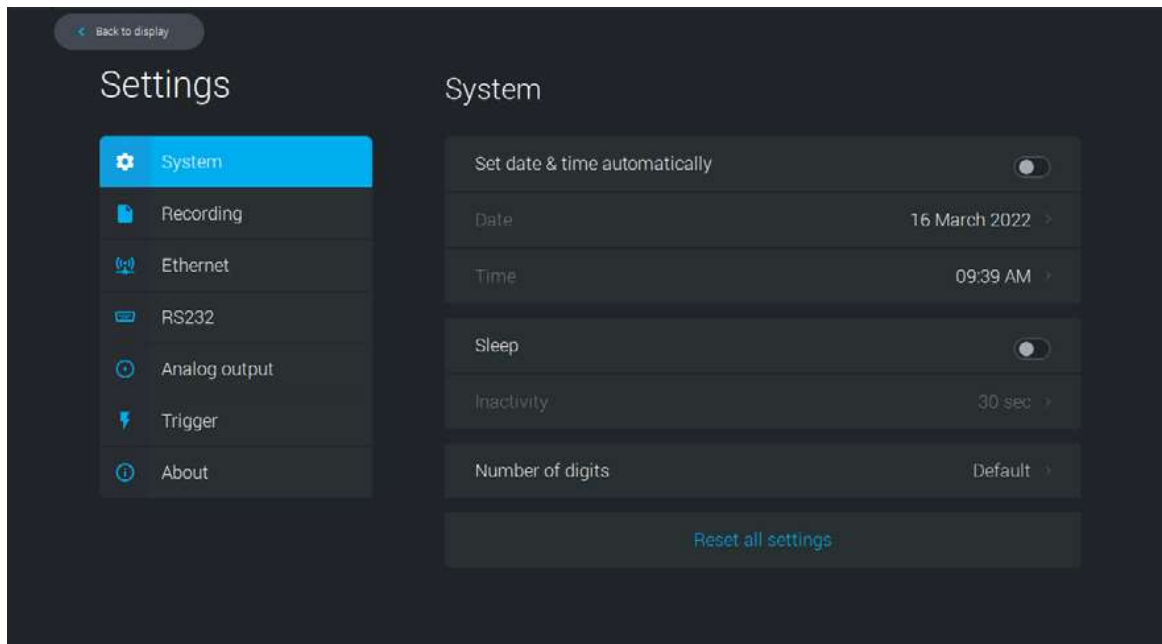 Back to display
Settings
System
Recording
Ethernet
RS232
Analog output
Trigger
About
System
Set date & time automatically
Date 16 March 2022
Time 09:39 AM
Sleep
Inactivity 30 sec
Number of digits Default
Reset all settings